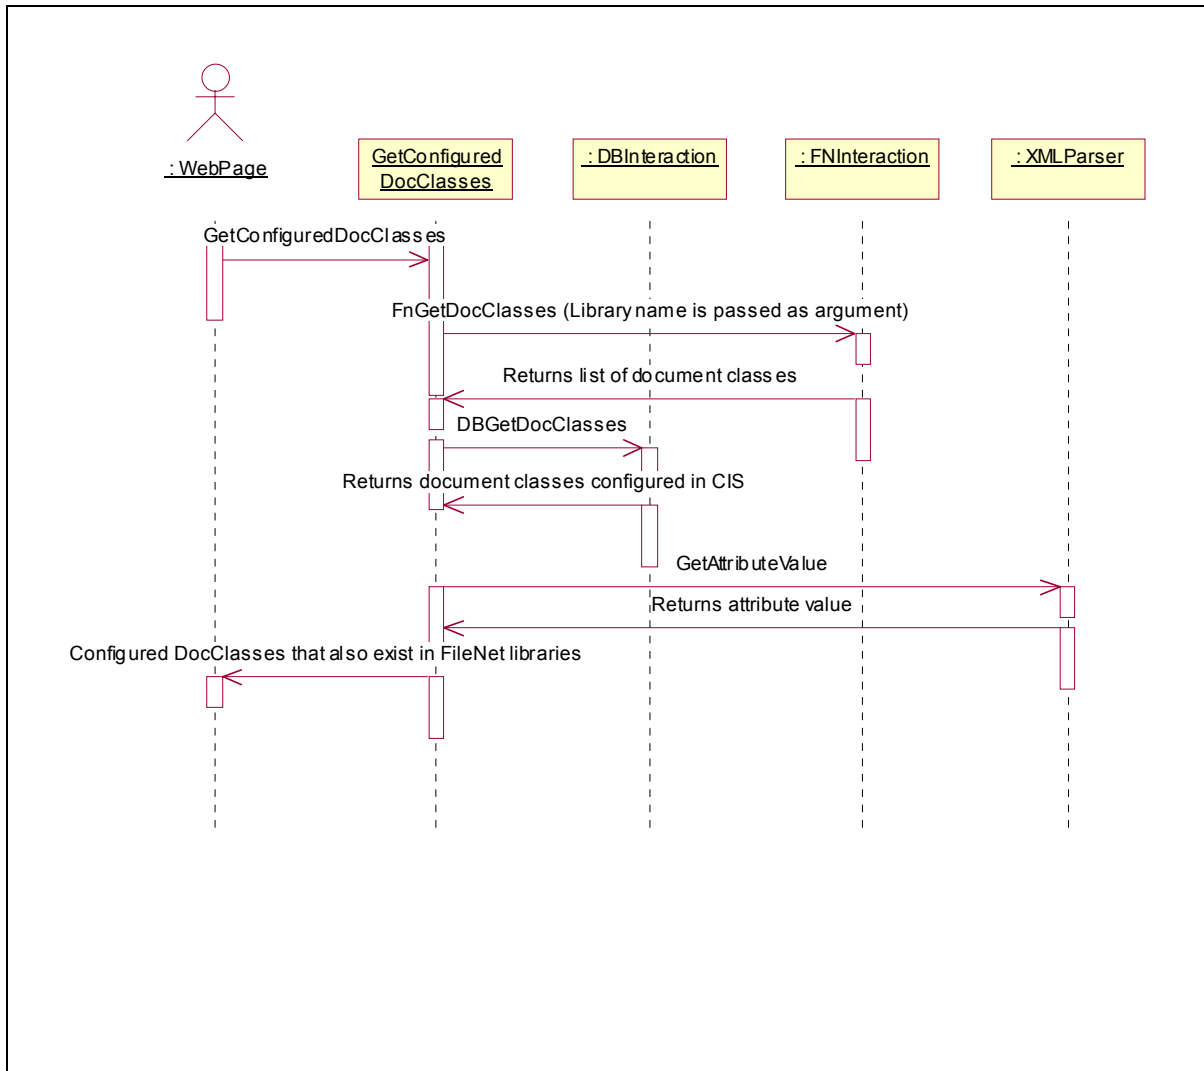 : WebPage
GetConfigured
DocClasses
: DBInteraction
: FNInteraction
: XMLParser
GetConfiguredDocClasses
FnGetDocClasses (Library name is passed as argument)
Returns list of document classes
DBGetDocClasses
Returns document classes configured in CIS
GetAttributeValue
Returns attribute value
Configured DocClasses that also exist in FileNet libraries